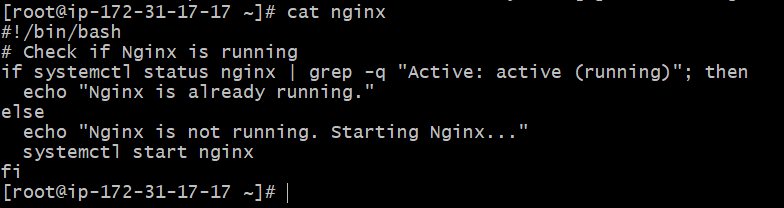 [root@ip-172-31-17-17 ~]# cat nginx
#!/bin/bash
# Check if Nginx is running
if systemctl status nginx | grep -q "Active: active (running)"; then
  echo "Nginx is already running."
else
  echo "Nginx is not running. Starting Nginx..."
  systemctl start nginx
fi
[root@ip-172-31-17-17 ~]#